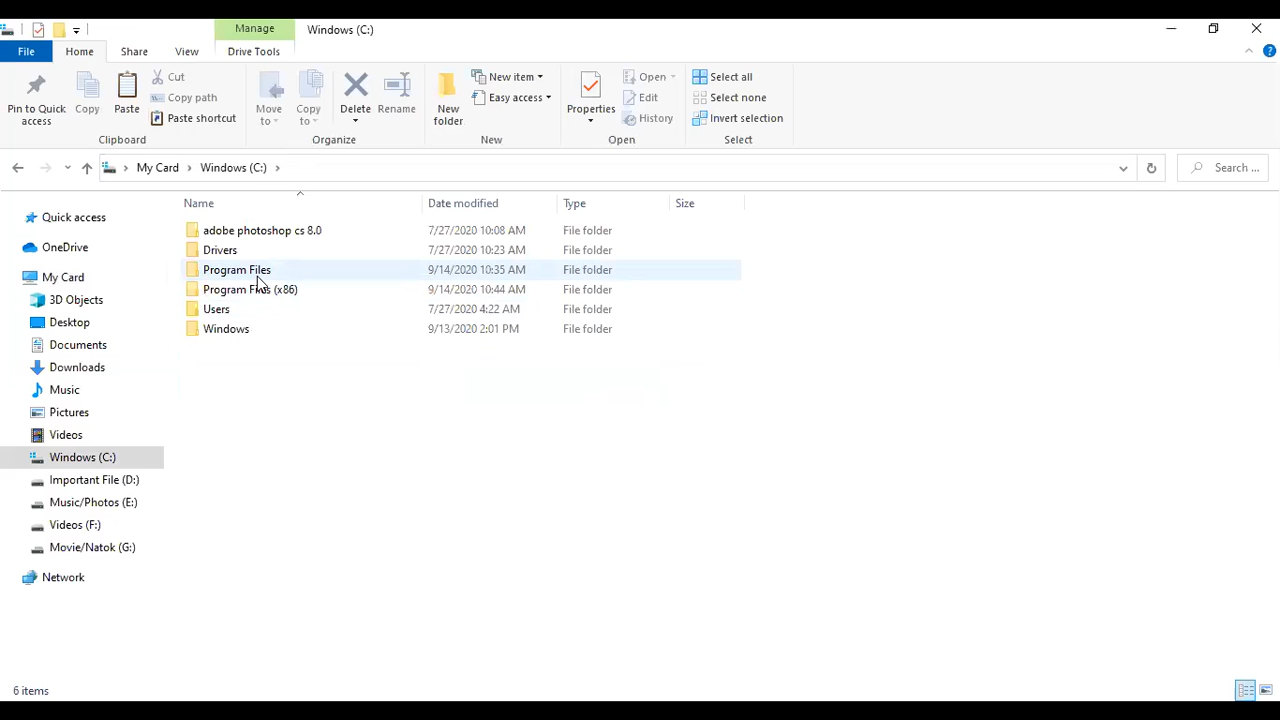 Manage
Windows (C:)
File
Home
Share
View
Drive Tools
Pin to Quick access
Copy
Paste
Cut
Copy path
Paste shortcut
Clipboard
Move to
Copy to
Delete
Rename
Organize
New folder
New item
Easy access
New
Properties
Open
Edit
History
Open
Select all
Select none
Invert selection
Select
My Card
Windows (C:)
Search ...
Name
Date modified
Type
Size
adobe photoshop cs 8.0 7/27/2020 10:08 AM File folder
Drivers 7/27/2020 10:23 AM File folder
Program Files 9/14/2020 10:35 AM File folder
Program Files (x86) 9/14/2020 10:44 AM File folder
Users 7/27/2020 4:22 AM File folder
Windows 9/13/2020 2:01 PM File folder
Quick access
OneDrive
My Card
3D Objects
Desktop
Documents
Downloads
Music
Pictures
Videos
Windows (C:)
Important File (D:)
Music/Photos (E:)
Videos (F:)
Movie/Natok (G:)
Network
6 items